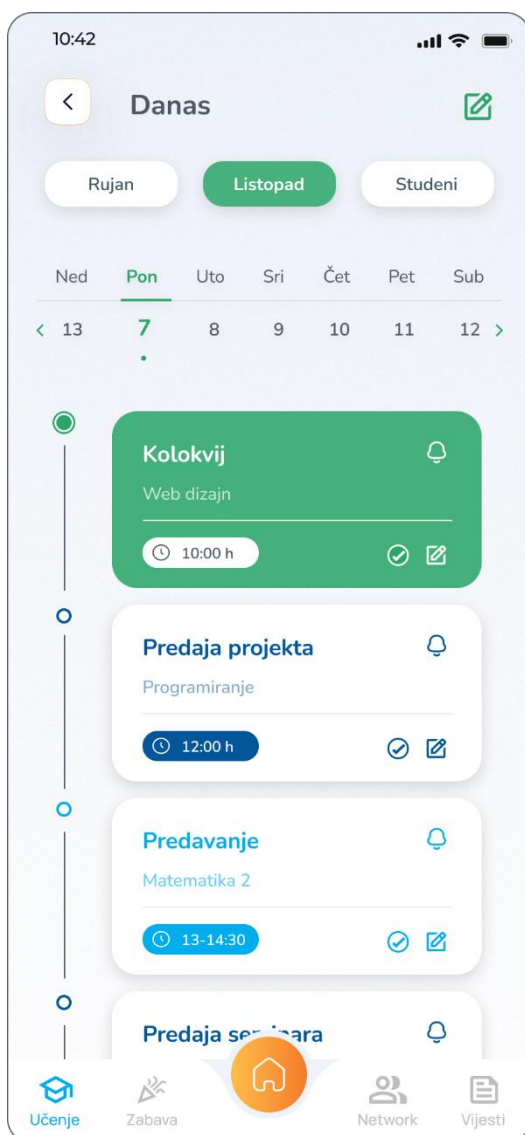 10:42
Danas
Rujan Listopad Studeni
Ned Pon Uto Sri Čet Pet Sub
13 7 8 9 10 11 12
Kolokvij
Web dizajn
10:00 h
Predaja projekta
Programiranje
12:00 h
Predavanje
Matematika 2
13-14:30
Predaja seminara
Učenje Zabava Network Vijesti